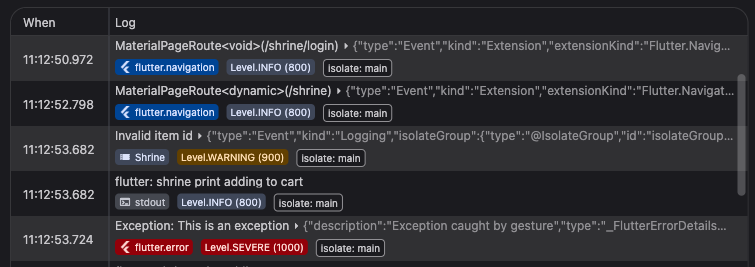 When Log
11:12:50.972
MaterialPageRoute<void>(/shrine/login) ▸ {"type":"Event","kind":"Extension","extensionKind":"Flutter.Navig...
flutter.navigation Level.INFO (800) isolate: main
11:12:52.798
MaterialPageRoute<dynamic>(/shrine) ▸ {"type":"Event","kind":"Extension","extensionKind":"Flutter.Navigat...
flutter.navigation Level.INFO (800) isolate: main
11:12:53.682
Invalid item id ▸ {"type":"Event","kind":"Logging","isolateGroup":{"type":"@IsolateGroup","id":"isolateGroup...
Shrine Level.WARNING (900) isolate: main
11:12:53.682
flutter: shrine print adding to cart
stdout Level.INFO (800) isolate: main
11:12:53.724
Exception: This is an exception ▸ {"description":"Exception caught by gesture","type":"_FlutterErrorDetails...
flutter.error Level.SEVERE (1000) isolate: main